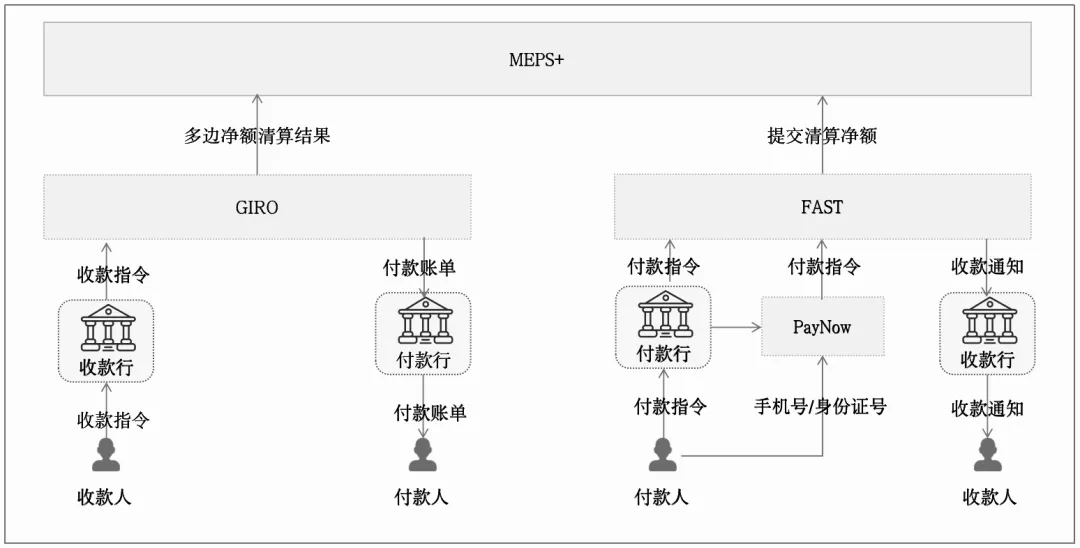 MEPS+
多边净额清算结果
提交清算净额
GIRO
FAST
收款指令
付款账单
付款指令
付款指令
收款通知
收款行
付款行
付款行
PayNow
收款行
收款指令
付款账单
付款指令
手机号/身份证号
收款通知
收款人
付款人
付款人
收款人